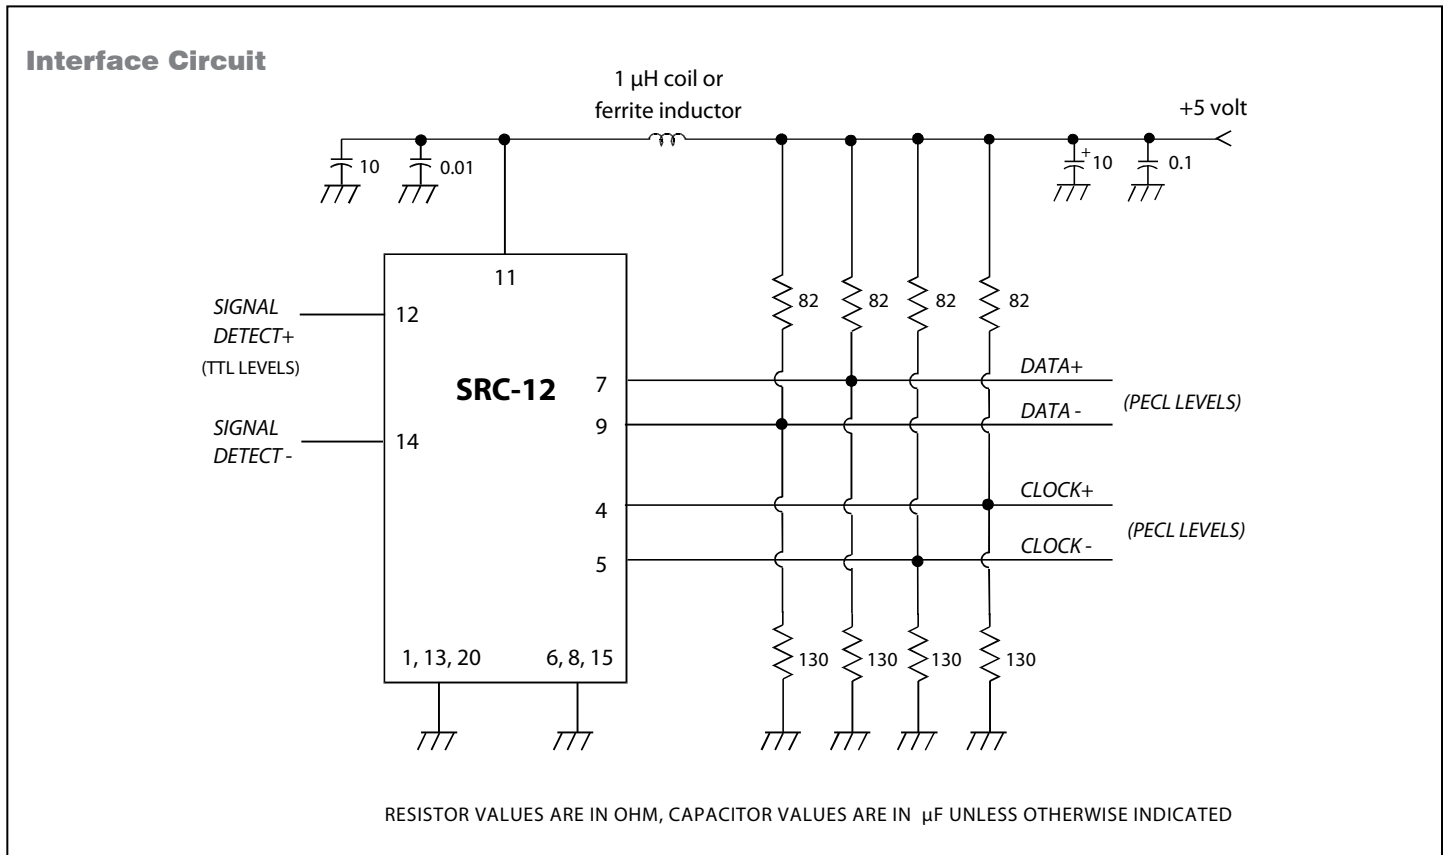 Interface Circuit
1 µH coil or
ferrite inductor
+5 volt
10
0.01
+
10
0.1
11
SIGNAL
DETECT+
(TTL LEVELS)
12
82
82
82
82
SRC-12
7
DATA+
(PECL LEVELS)
9
DATA -
SIGNAL
DETECT -
14
4
CLOCK+
(PECL LEVELS)
5
CLOCK -
1, 13, 20
6, 8, 15
130
130
130
130
RESISTOR VALUES ARE IN OHM, CAPACITOR VALUES ARE IN µF UNLESS OTHERWISE INDICATED